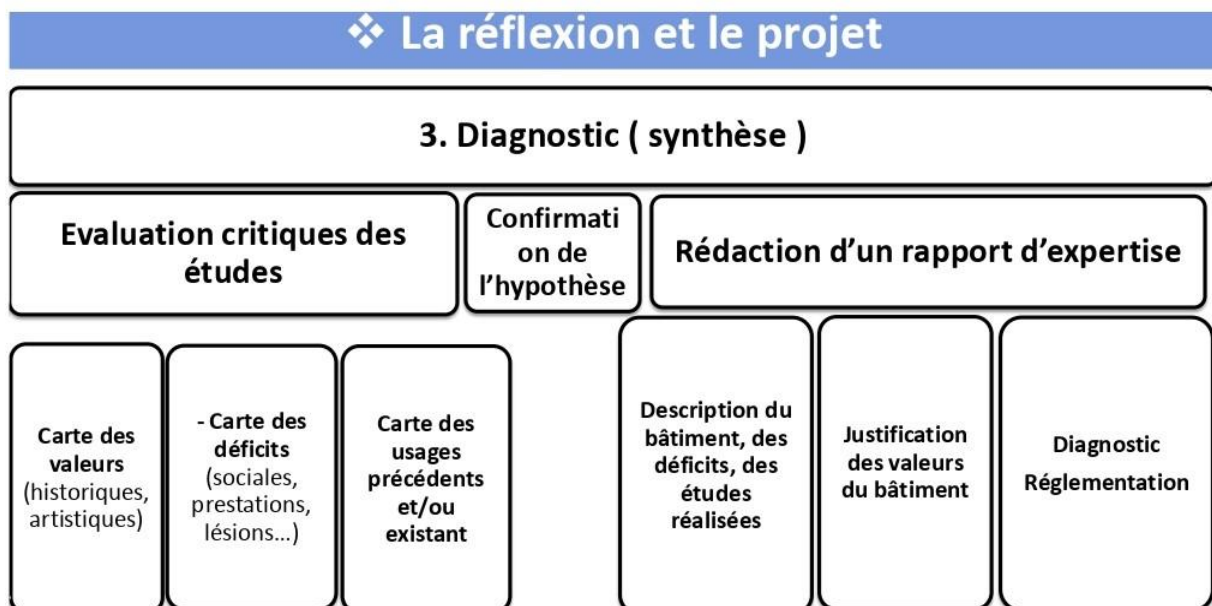 ❖ La réflexion et le projet
3. Diagnostic ( synthèse )
Evaluation critiques des
études
Confirmati
on de
l'hypothèse
Rédaction d'un rapport d'expertise
Carte des
valeurs
(historiques,
artistiques)
- Carte des
déficits
(sociales,
prestations,
lésions...)
Carte des
usages
précédents
et/ou
existant
Description du
bâtiment, des
déficits, des
études
réalisées
Justification
des valeurs
du bâtiment
Diagnostic
Réglementation